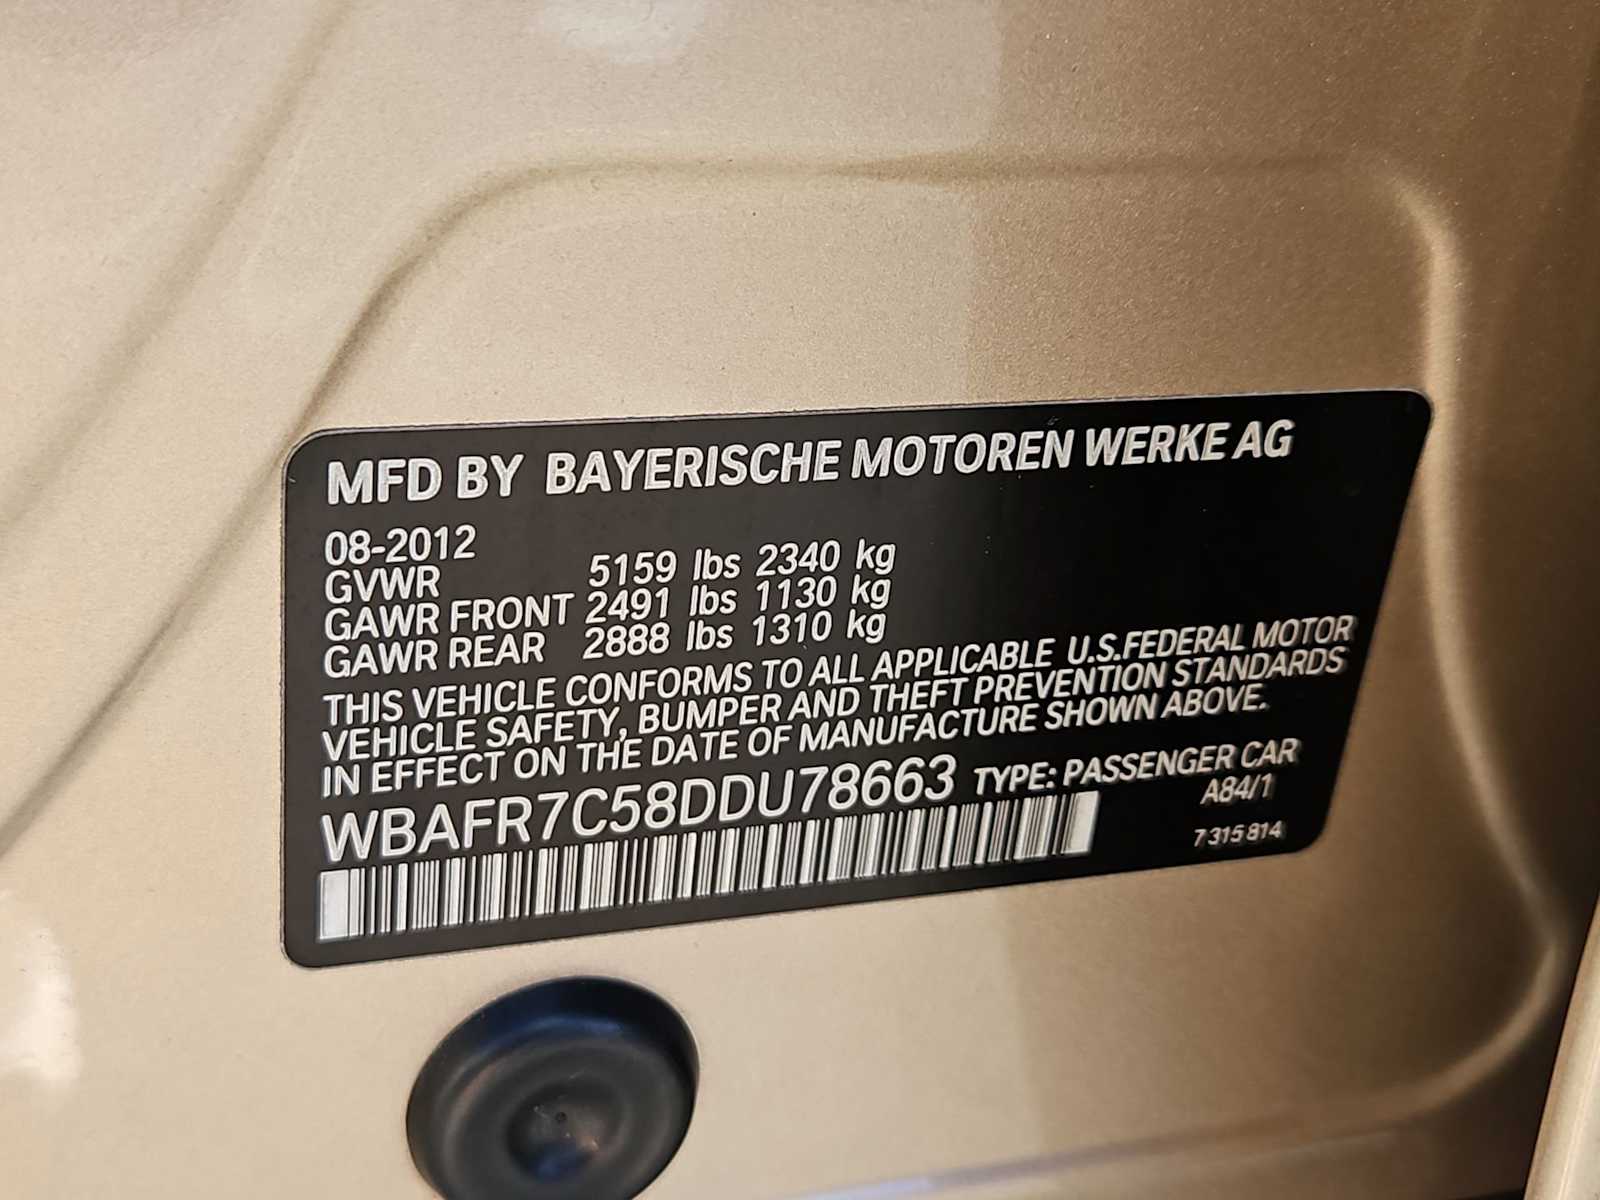 MFD BY BAYERISCHE MOTOREN WERKE AG
08-2012
GVWR 5159 lbs 2340 kg
GAWR FRONT 2491 lbs 1130 kg
GAWR REAR 2888 lbs 1310 kg
THIS VEHICLE CONFORMS TO ALL APPLICABLE U.S.FEDERAL MOTOR
VEHICLE SAFETY, BUMPER AND THEFT PREVENTION STANDARDS
IN EFFECT ON THE DATE OF MANUFACTURE SHOWN ABOVE.
WBAFR7C58DDU78663 TYPE: PASSENGER CAR
A84/1
7 315 814